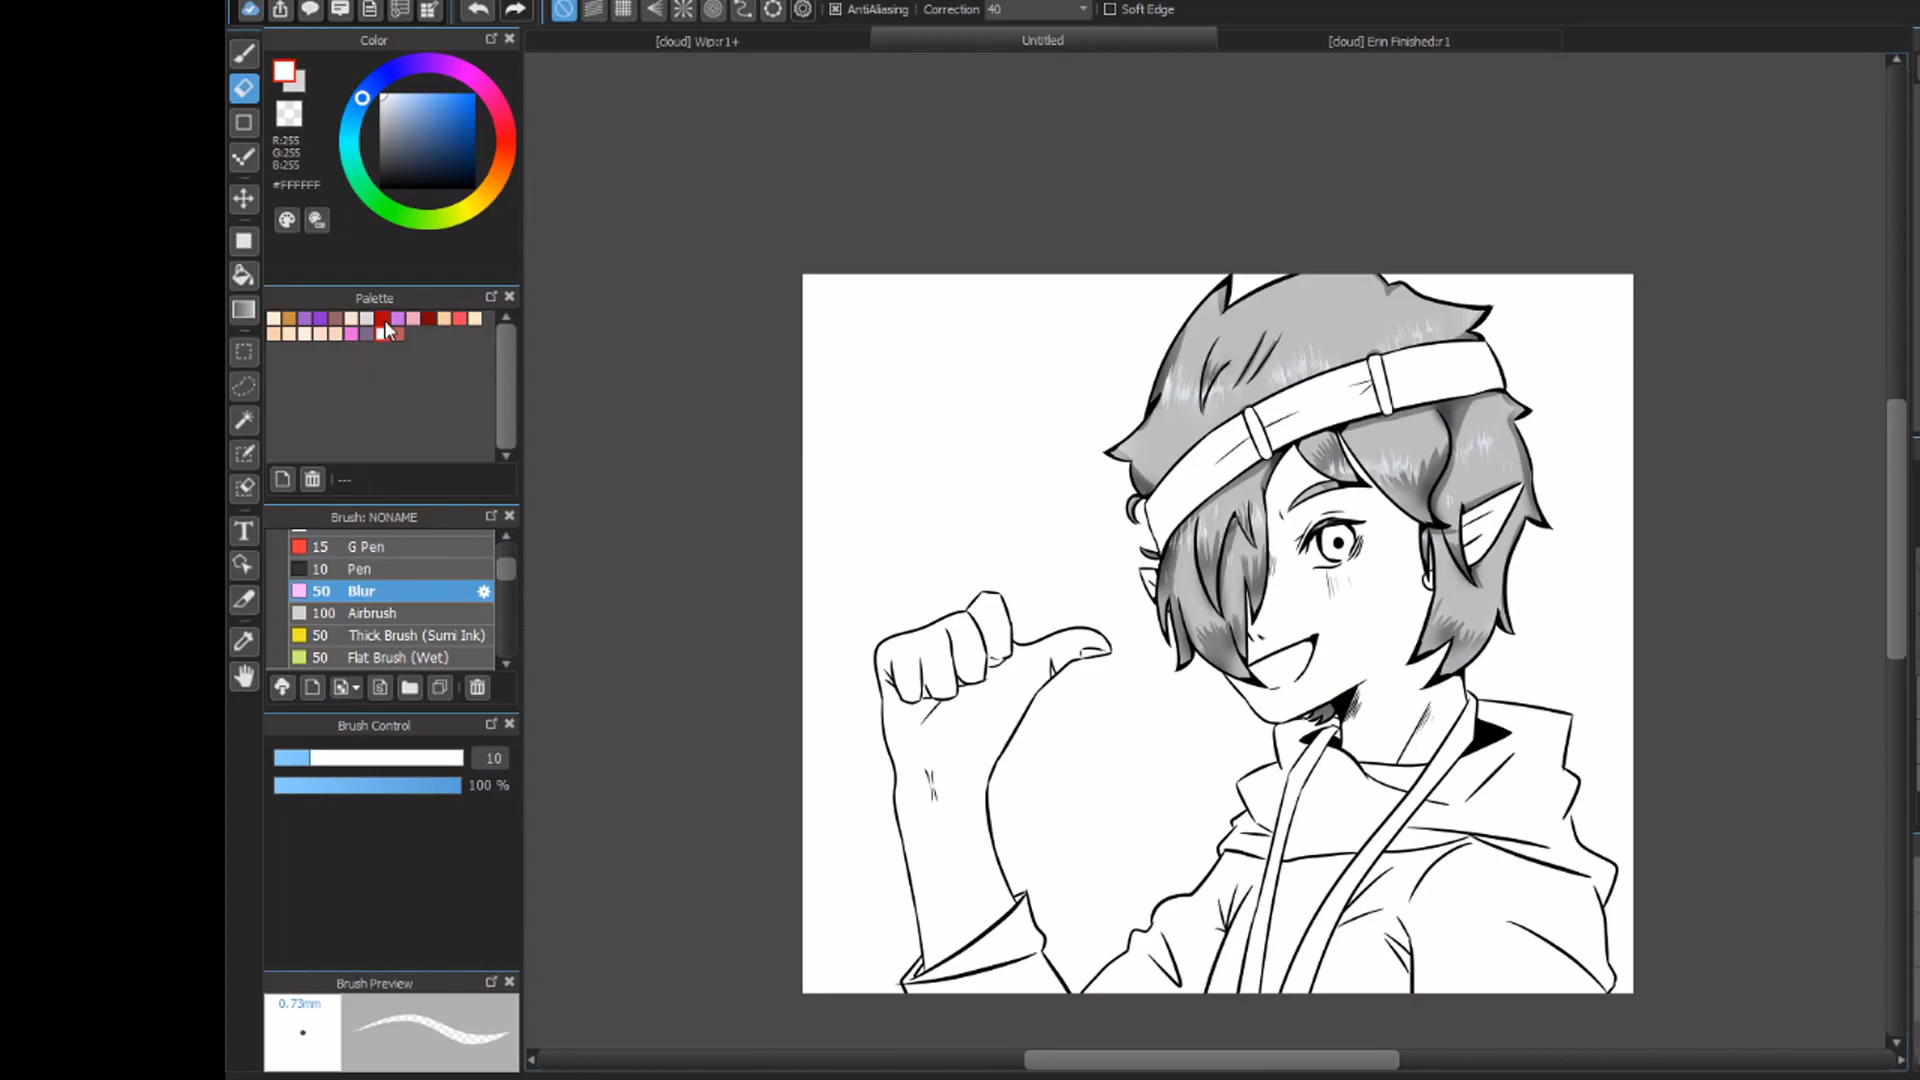 AntiAliasing Correction 40 Soft Edge
[cloud] Wip:r1+ Untitled [cloud] Erin Finished:r1
Color
R:255
G:255
B:255
#FFFFFF
Palette
---
Brush: NONAME
15 G Pen
10 Pen
50 Blur
100 Airbrush
50 Thick Brush (Sumi Ink)
50 Flat Brush (Wet)
T
Brush Control
10
100 %
Brush Preview
0.73mm